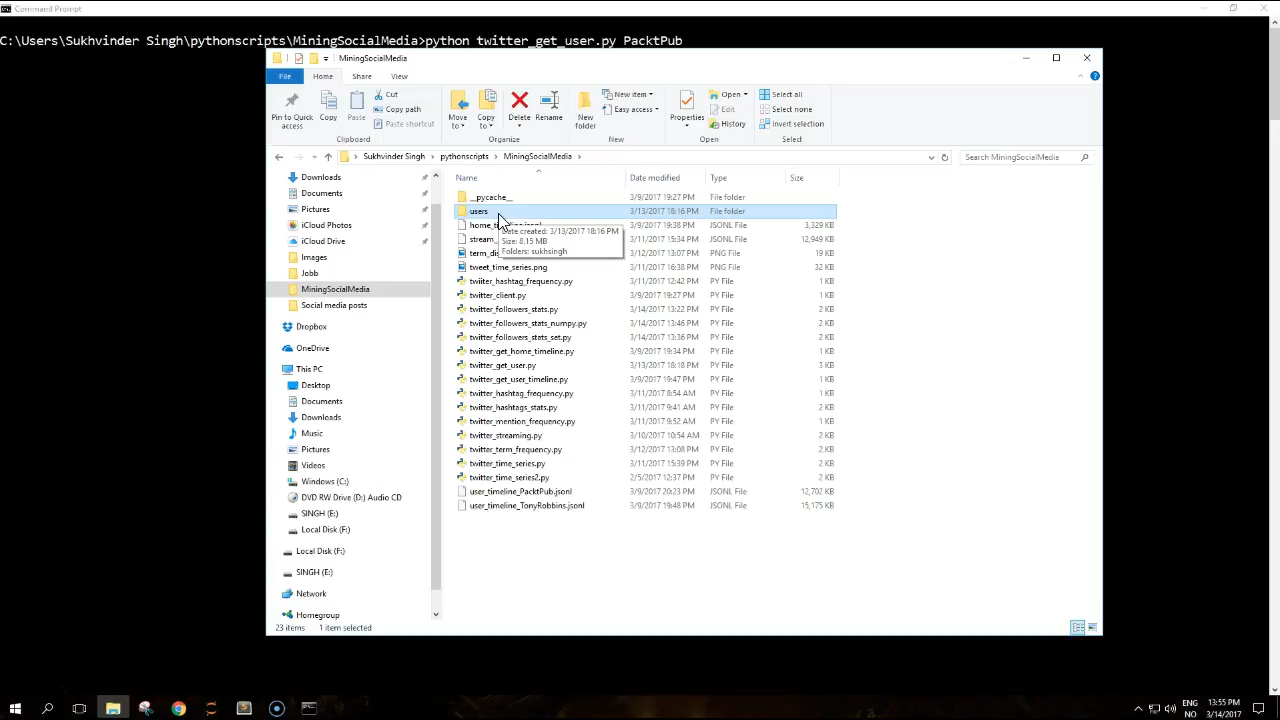 Command Prompt
C:\Users\Sukhvinder Singh\pythonscripts\MiningSocialMedia>python twitter_get_user.py PacktPub
MiningSocialMedia
File Home Share View
Pin to Quick access
Copy
Paste
Cut
Copy path
Paste shortcut
Clipboard
Move to
Copy to
Delete
Rename
Organize
New folder
New item
Easy access
New
Properties
Open
Edit
History
Open
Select all
Select none
Invert selection
Select
Sukhvinder Singh > pythonscripts > MiningSocialMedia >
Search MiningSocialMedia
Downloads
Documents
Pictures
iCloud Photos
iCloud Drive
Images
Jobb
MiningSocialMedia
Social media posts
Dropbox
OneDrive
This PC
Desktop
Documents
Downloads
Music
Pictures
Videos
Windows (C:)
DVD RW Drive (D:) Audio CD
SINGH (E:)
Local Disk (F:)
Local Disk (F:)
SINGH (E:)
Network
Homegroup
Name Date modified Type Size
__pycache__ 3/9/2017 19:27 File folder
users 3/13/2017 18:16 File folder
3/9/2017 19:38 JSONL File 3,329 KB
3/11/2017 15:34 JSONL File 12,949 KB
3/12/2017 13:07 PNG File 19 KB
Date created: 3/13/2017 18:16 PM
Size: 8.15 MB
Folders: sukhsingh
tweet_time_series.png 3/11/2017 16:38 PNG File 32 KB
twiiter_hashtag_frequency.py 3/11/2017 12:42 PY File 1 KB
twitter_client.py 3/9/2017 19:27 PY File 1 KB
twitter_followers_stats.py 3/14/2017 13:22 PY File 2 KB
twitter_followers_stats_numpy.py 3/14/2017 13:46 PY File 2 KB
twitter_followers_stats_set.py 3/14/2017 13:36 PY File 2 KB
twitter_get_home_timeline.py 3/9/2017 19:34 PY File 1 KB
twitter_get_user.py 3/13/2017 18:18 PY File 3 KB
twitter_get_user_timeline.py 3/9/2017 19:47 PY File 1 KB
twitter_hashtag_frequency.py 3/11/2017 8:54 AM PY File 1 KB
twitter_hashtags_stats.py 3/11/2017 9:41 AM PY File 2 KB
twitter_mention_frequency.py 3/11/2017 9:52 AM PY File 1 KB
twitter_streaming.py 3/10/2017 10:54 AM PY File 2 KB
twitter_term_frequency.py 3/12/2017 13:08 PM PY File 2 KB
twitter_time_series.py 3/11/2017 15:39 PM PY File 2 KB
twitter_time_series2.py 2/5/2017 12:37 PM PY File 2 KB
user_timeline_PacktPub.jsonl 3/9/2017 20:23 PM JSONL File 12,702 KB
user_timeline_TonyRobbins.jsonl 3/9/2017 19:48 PM JSONL File 15,175 KB
23 items 1 item selected
ENG 13:55 PM
NO 3/14/2017